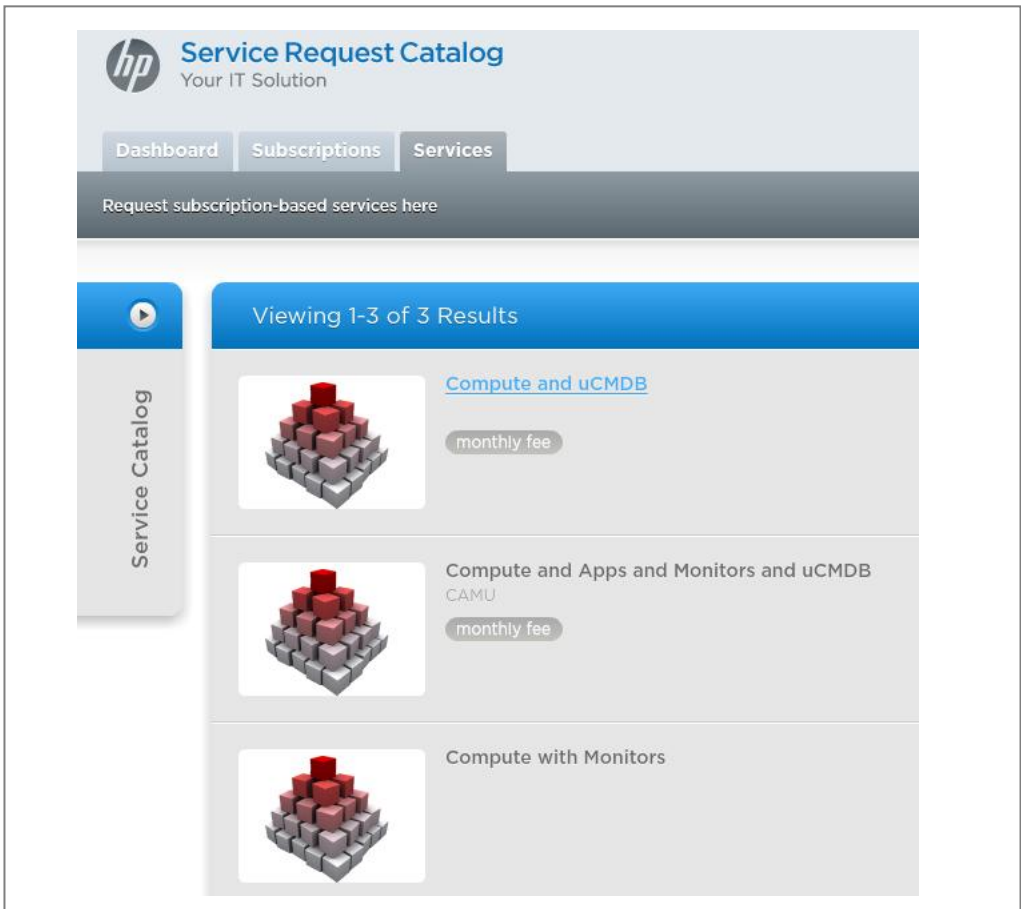 hp
Service Request Catalog
Your IT Solution
Dashboard Subscriptions Services
Request subscription-based services here
Viewing 1-3 of 3 Results
Service Catalog
Compute and uCMDB
monthly fee
Compute and Apps and Monitors and uCMDB
CAMU
monthly fee
Compute with Monitors